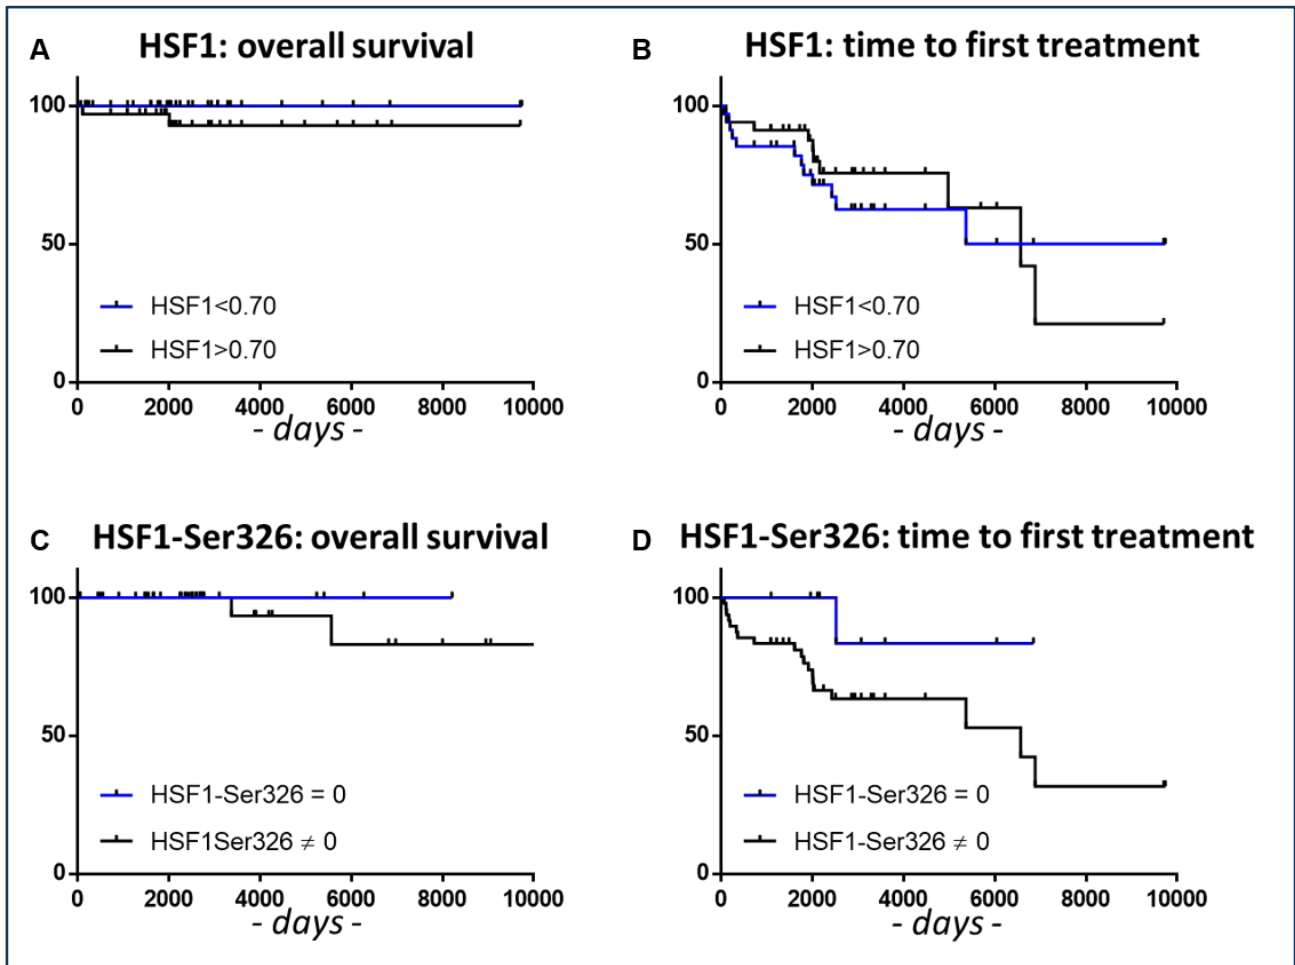 A
HSF1: overall survival
100
50
0
HSF1<0.70
HSF1>0.70
0 2000 4000 6000 8000 10000
- days -
B
HSF1: time to first treatment
100
50
0
HSF1<0.70
HSF1>0.70
0 2000 4000 6000 8000 10000
- days -
C
HSF1-Ser326: overall survival
100
50
0
HSF1-Ser326 = 0
HSF1Ser326 ≠ 0
0 2000 4000 6000 8000 10000
- days -
D
HSF1-Ser326: time to first treatment
100
50
0
HSF1-Ser326 = 0
HSF1-Ser326 ≠ 0
0 2000 4000 6000 8000 10000
- days -